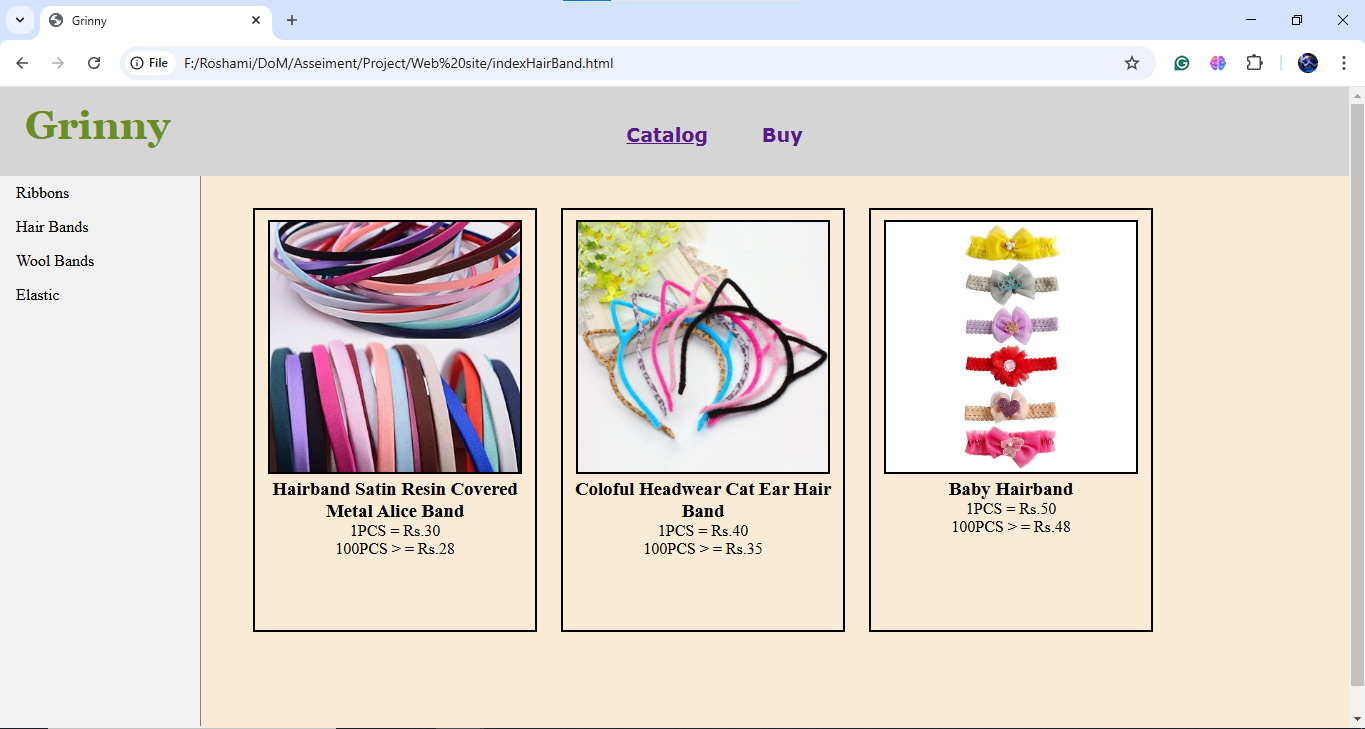 Grinny
File
F:/Roshami/DoM/Asseiment/Project/Web%20site/indexHairBand.html
Grinny
Catalog
Buy
Ribbons
Hair Bands
Wool Bands
Elastic
Hairband Satin Resin Covered
Metal Alice Band
1PCS = Rs.30
100PCS > = Rs.28
Coloful Headwear Cat Ear Hair
Band
1PCS = Rs.40
100PCS > = Rs.35
Baby Hairband
1PCS = Rs.50
100PCS > = Rs.48